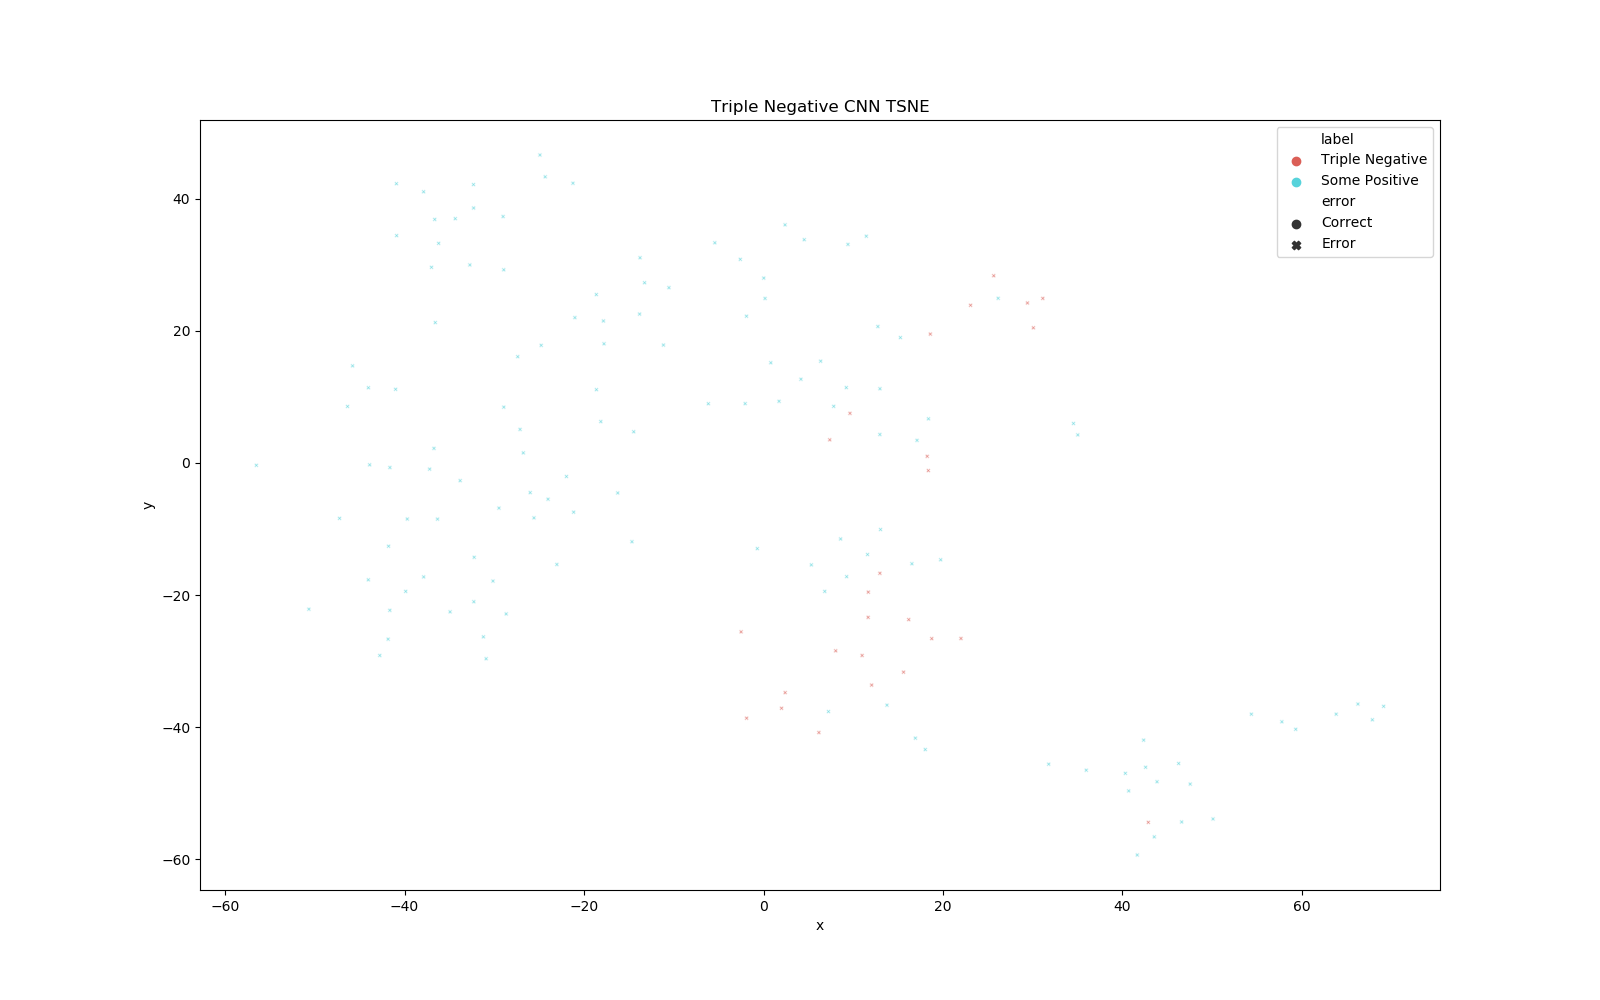 Triple Negative CNN TSNE
label
Triple Negative
Some Positive
error
Correct
Error
40
20
0
−20
−40
−60
y
−60
−40
−20
0
20
40
60
x